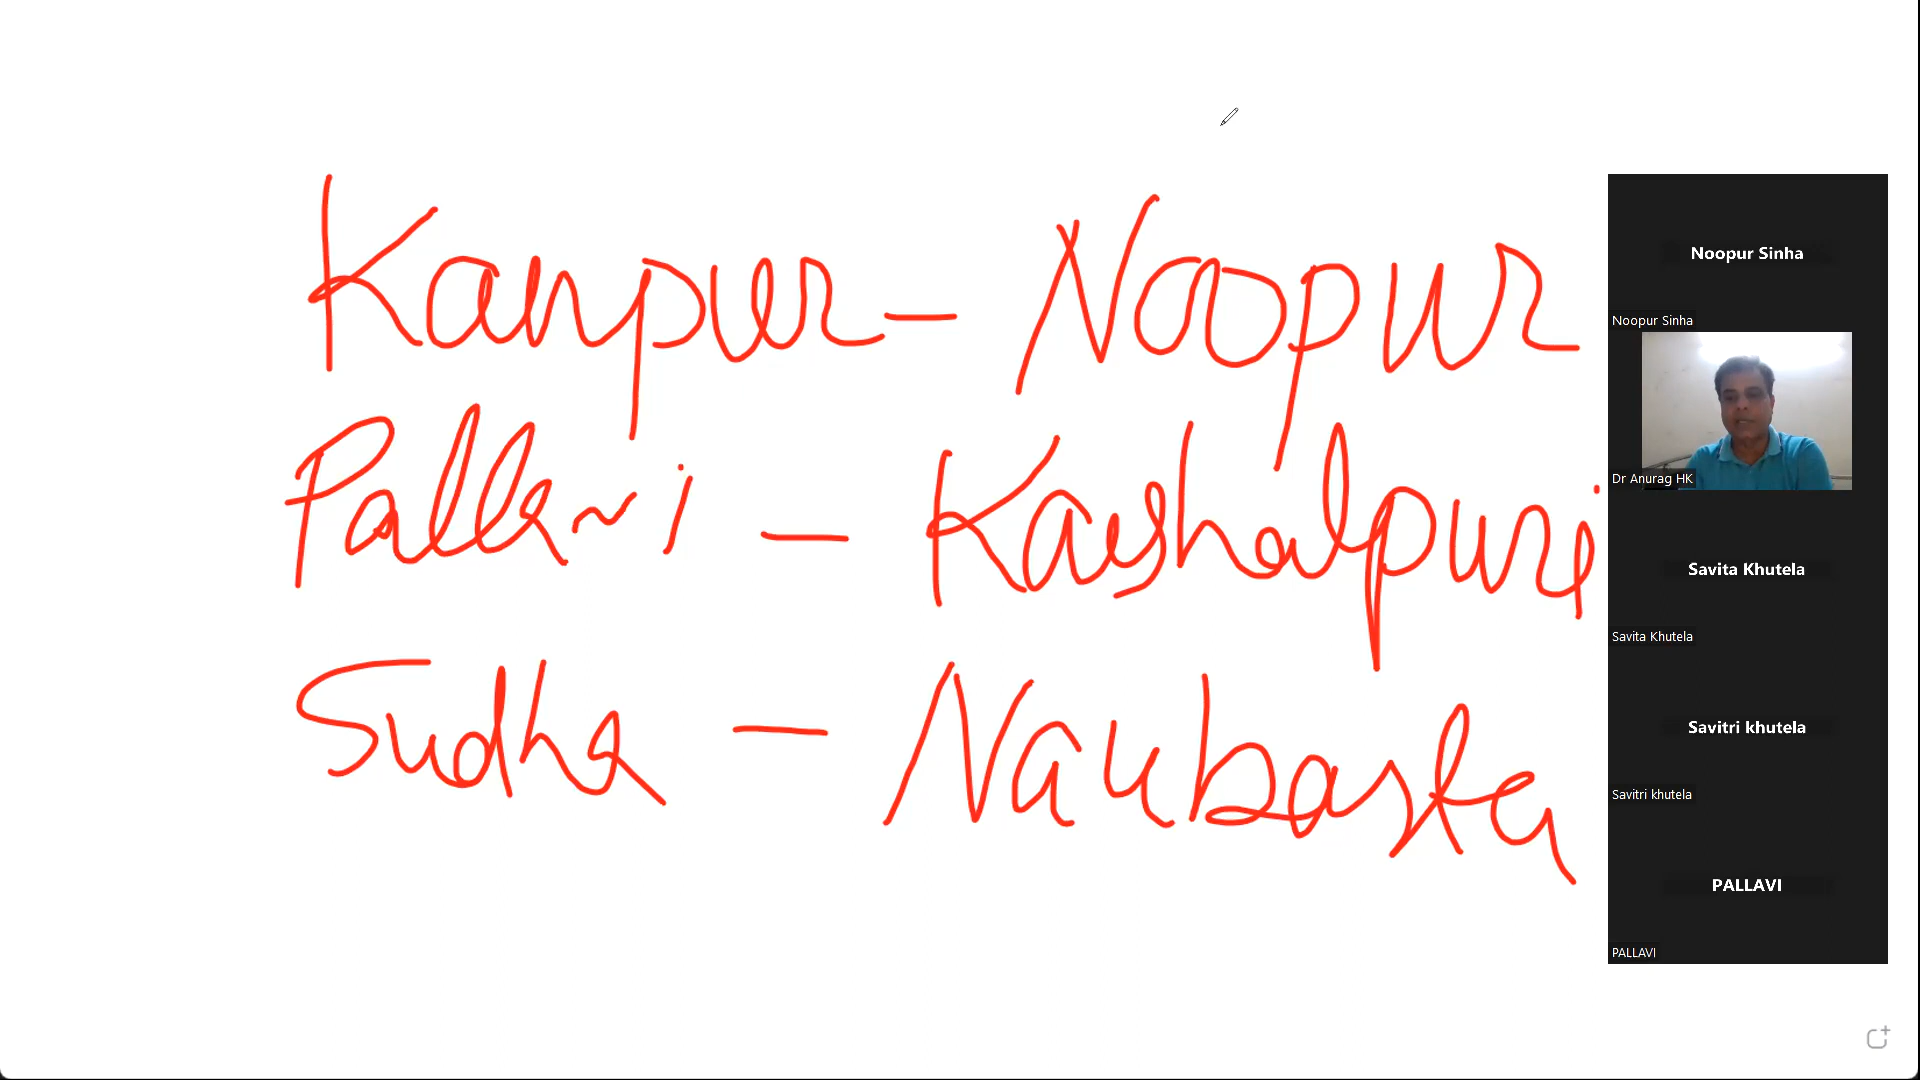 Kanpur - Noopur
Pallavi - Kaushalpuri
Sudha - Naubasta
Noopur Sinha
Noopur Sinha
Dr Anurag HK
Savita Khutela
Savita Khutela
Savitri khutela
Savitri khutela
PALLAVI
PALLAVI